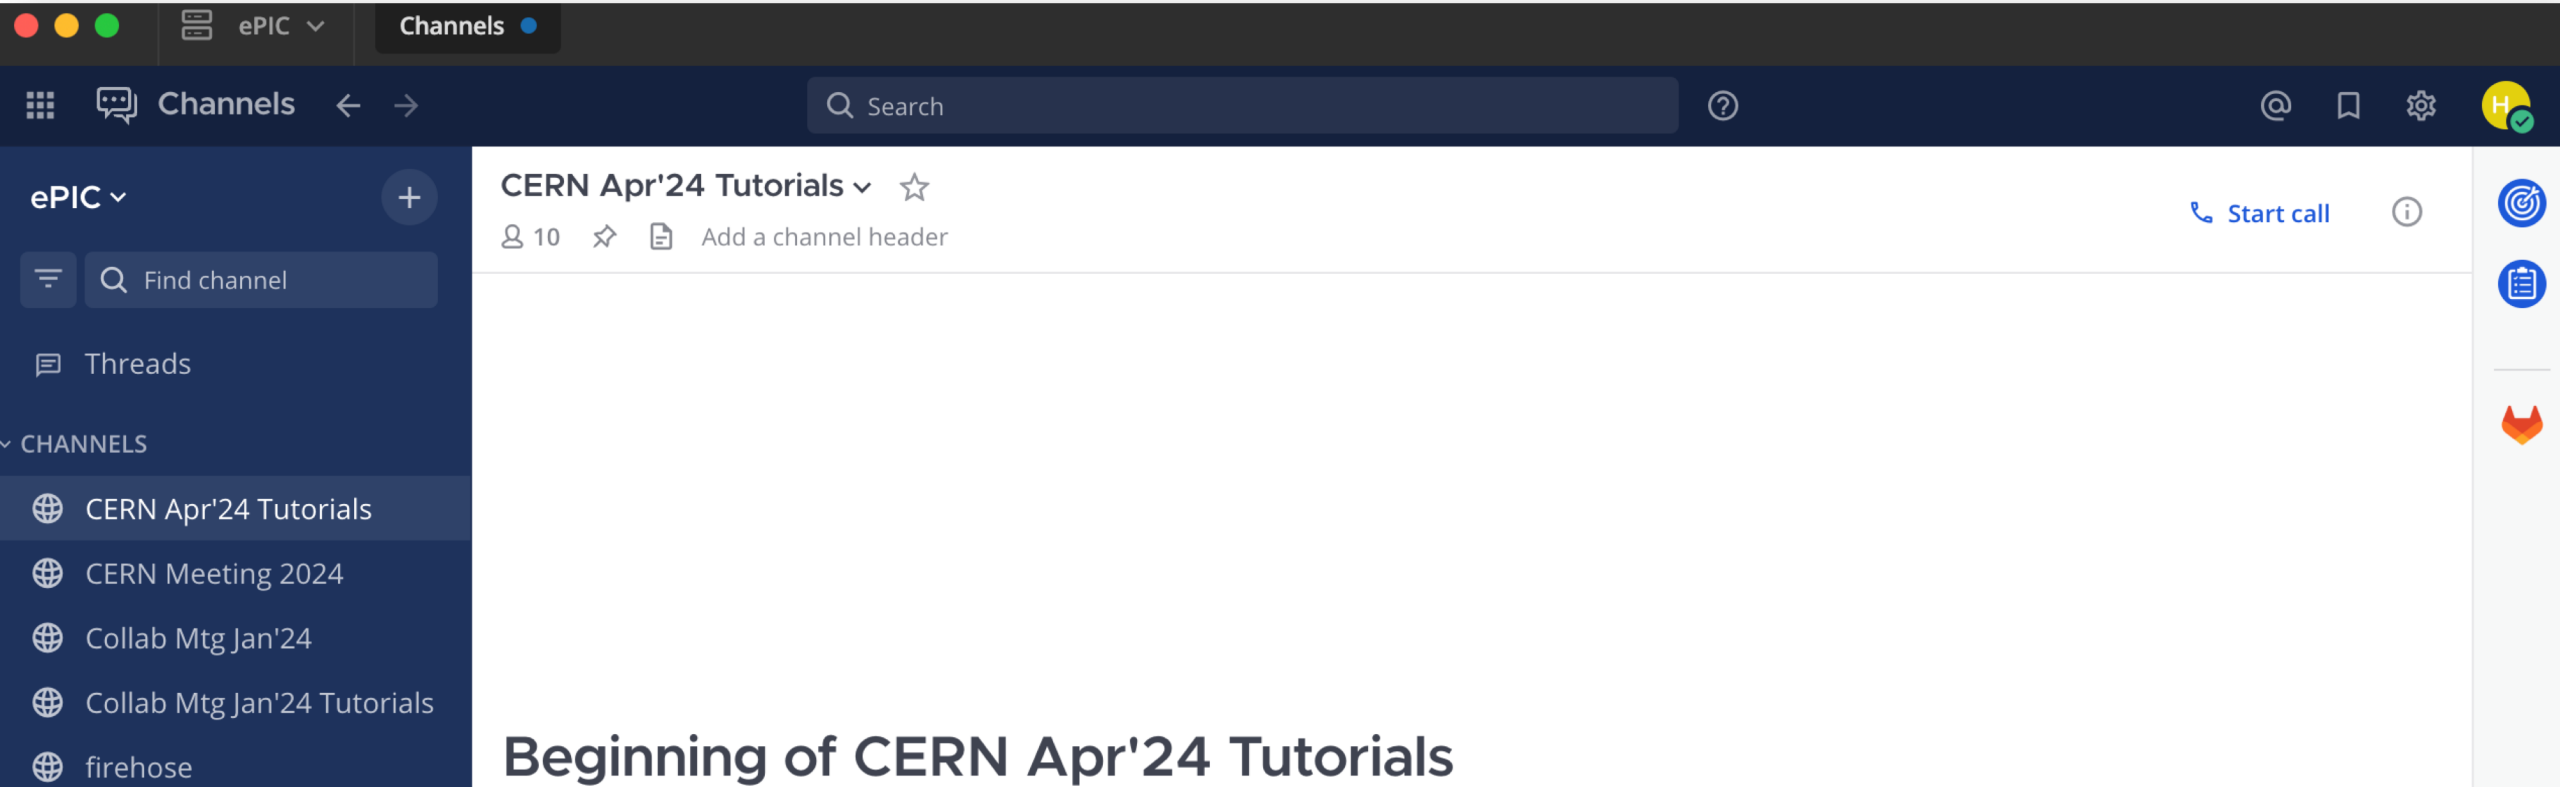 ePIC
Channels
Channels
Search
H
ePIC
Find channel
Threads
CHANNELS
CERN Apr'24 Tutorials
CERN Meeting 2024
Collab Mtg Jan'24
Collab Mtg Jan'24 Tutorials
firehose
CERN Apr'24 Tutorials
10
Add a channel header
Start call
Beginning of CERN Apr'24 Tutorials